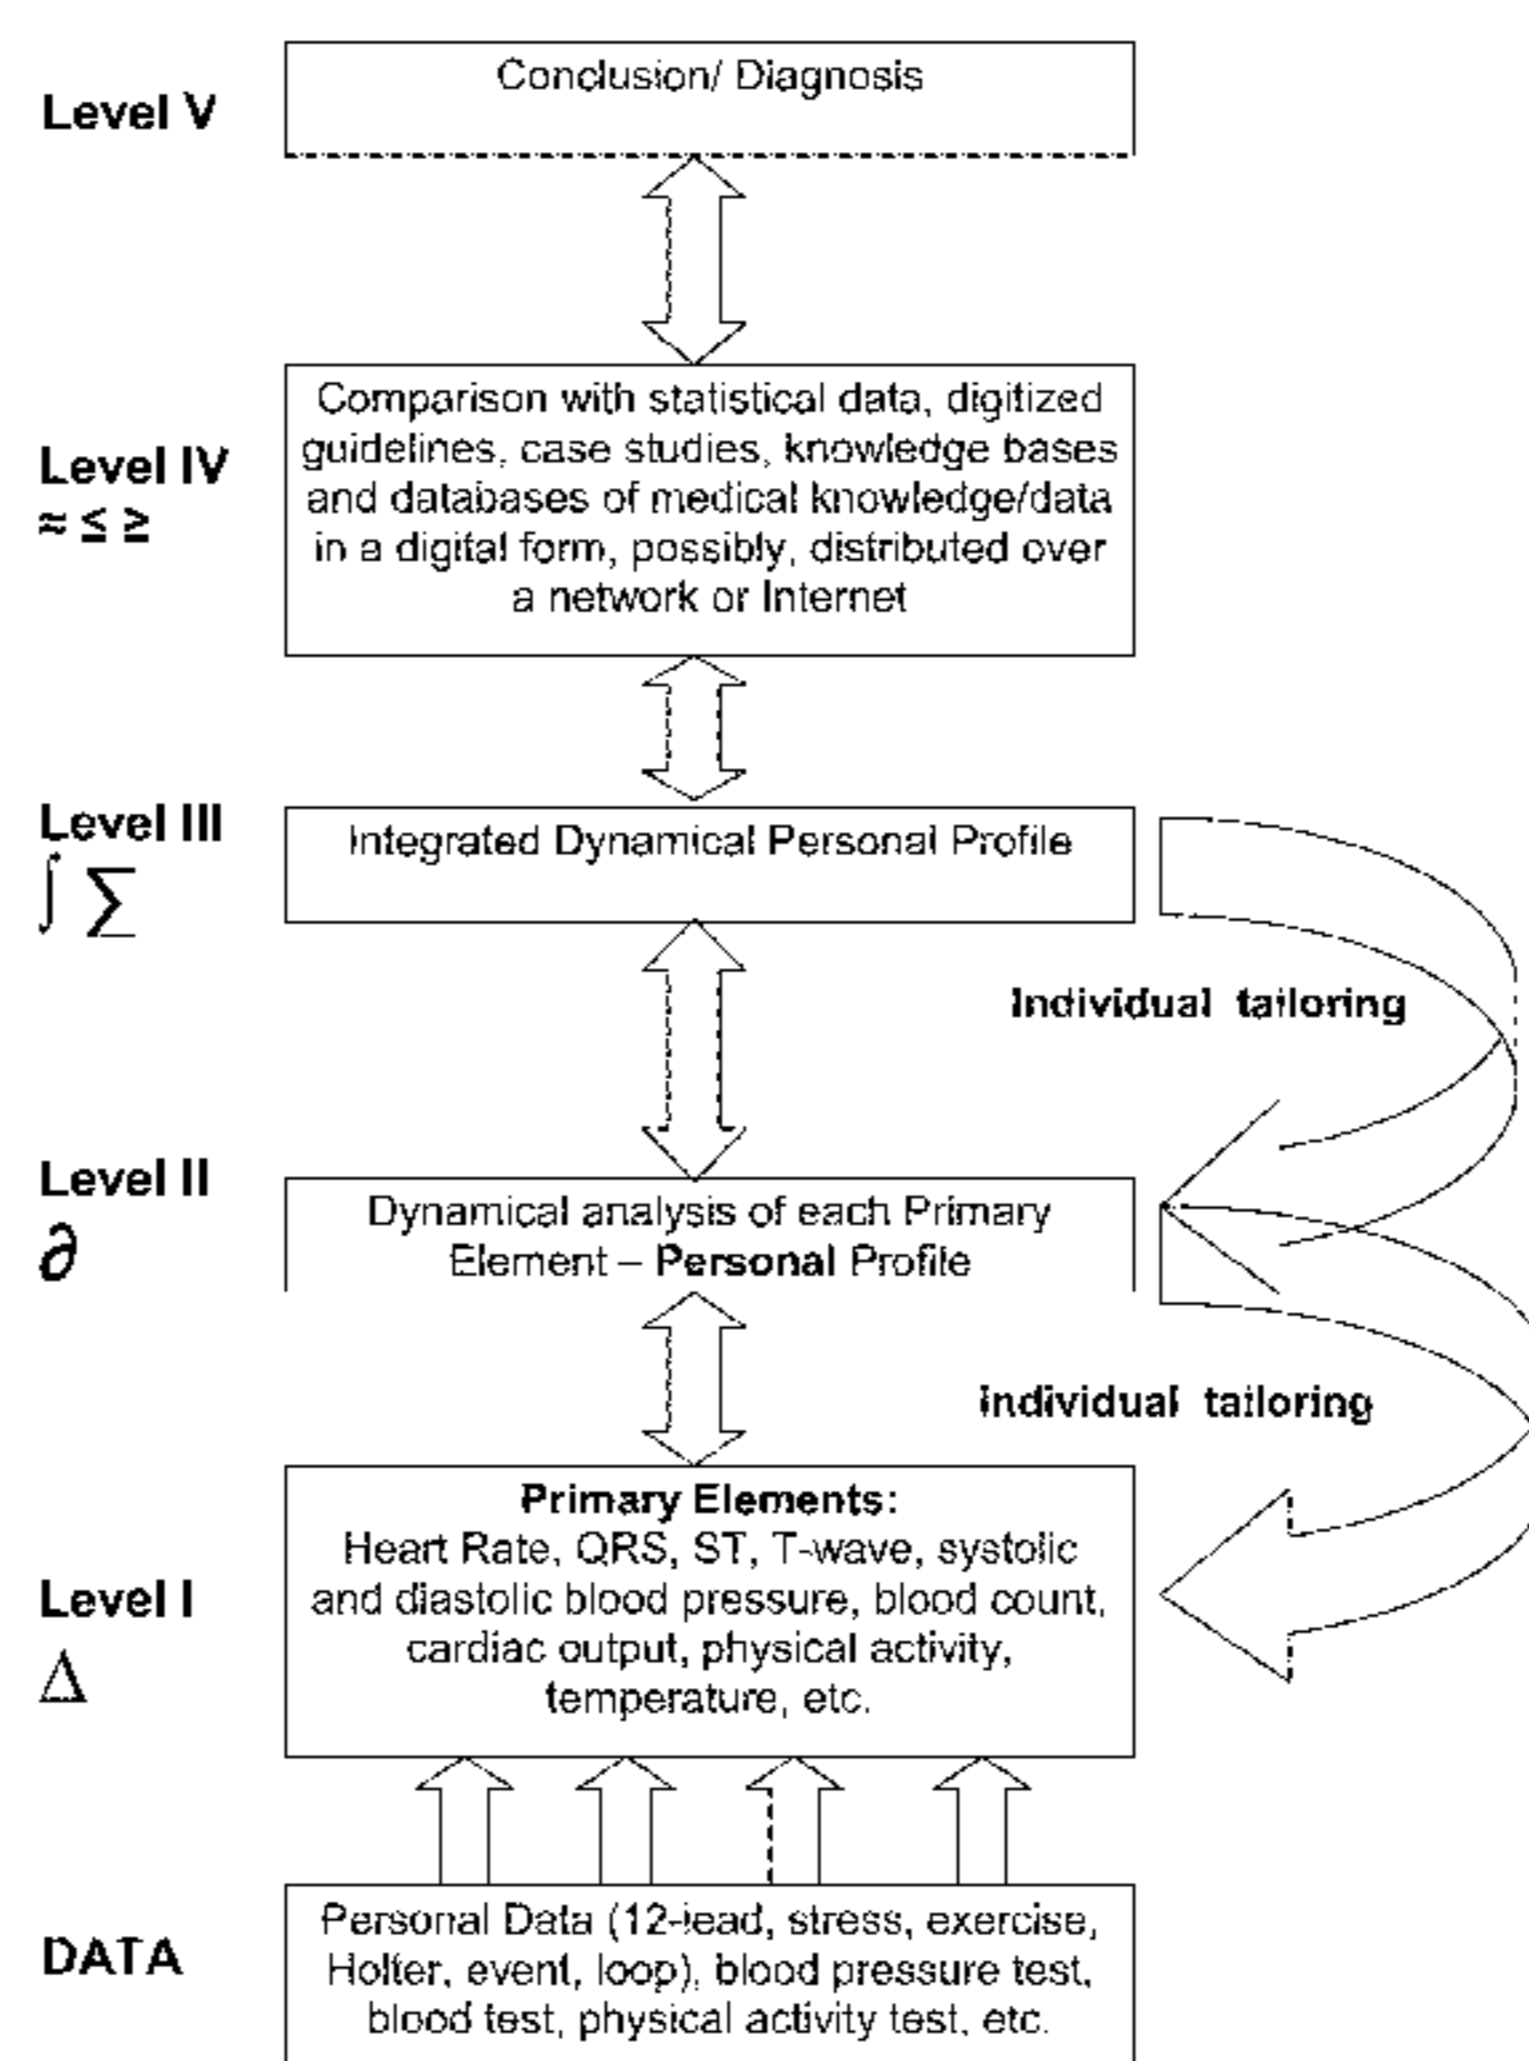 Level V
Conclusion/ Diagnosis
Level IV
≈ ≤ ≥
Comparison with statistical data, digitized
guidelines, case studies, knowledge bases
and databases of medical knowledge/data
in a digital form, possibly, distributed over
a network or Internet
Level III
∫ ∑
Integrated Dynamical Personal Profile
Individual tailoring
Level II
∂
Dynamical analysis of each Primary
Element – Personal Profile
Individual tailoring
Level I
Δ
Primary Elements:
Heart Rate, QRS, ST, T-wave, systolic
and diastolic blood pressure, blood count,
cardiac output, physical activity,
temperature, etc.
DATA
Personal Data (12-lead, stress, exercise,
Holter, event, loop), blood pressure test,
blood test, physical activity test, etc.